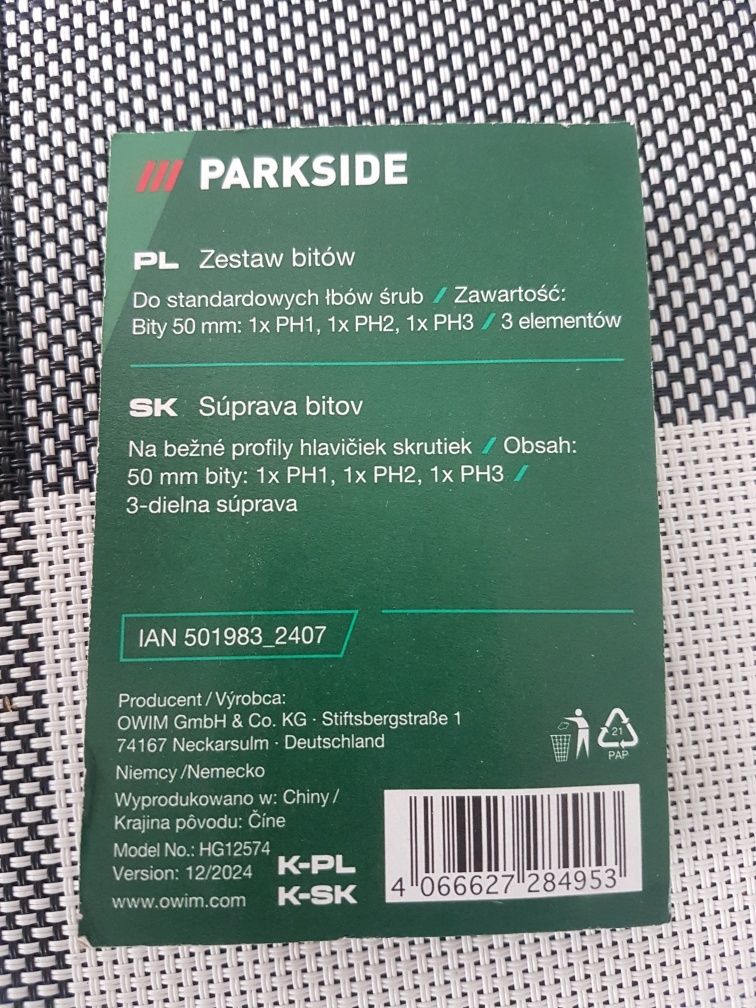 PARKSIDE
PL Zestaw bitów
Do standardowych łbów śrub / Zawartość:
Bity 50 mm: 1x PH1, 1x PH2, 1x PH3 / 3 elementów
SK Súprava bitov
Na bežné profily hlavičiek skrutiek / Obsah:
50 mm bity: 1x PH1, 1x PH2, 1x PH3 /
3-dielna súprava
IAN 501983_2407
Producent / Výrobca:
OWIM GmbH & Co. KG · Stiftsbergstraße 1
74167 Neckarsulm · Deutschland
Niemcy /Nemecko
Wyprodukowano w: Chiny /
Krajina pôvodu: Číne
Model No.: HG12574
Version: 12/2024
www.owim.com
K-PL
K-SK
21
PAP
4 066627 284953